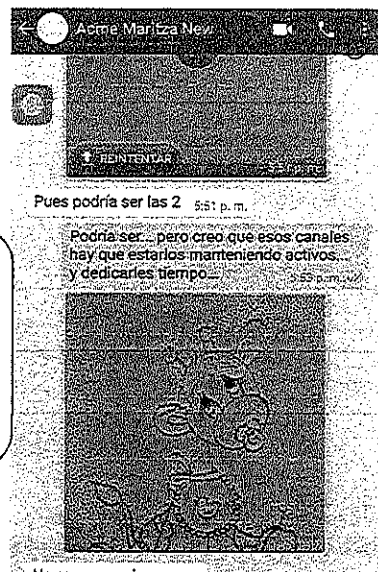 Acme Maritza New
REINTENTAR
Pues podría ser las 2 5:51 p. m.
Podría ser... pero creo que esos canales
hay que estarlos manteniendo activos...
y dedicarles tiempo...